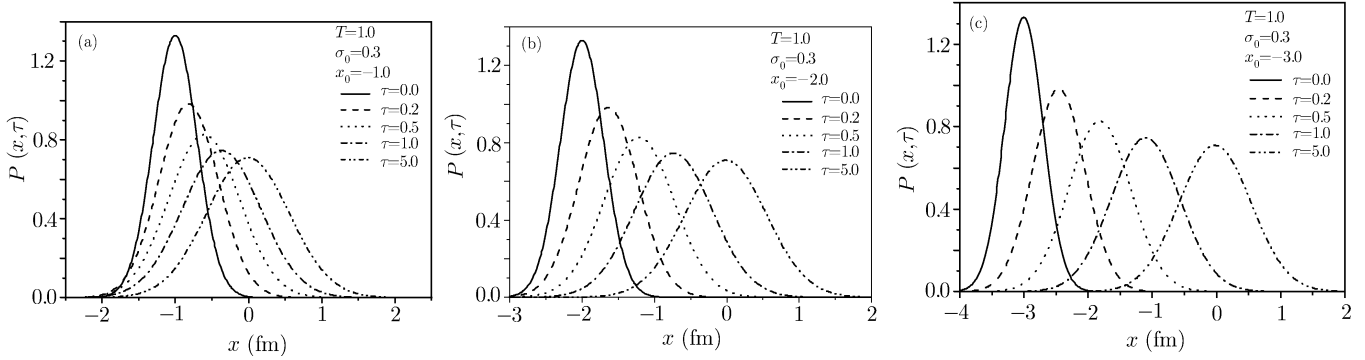 (a)
T=1.0
σ₀=0.3
x₀=−1.0
τ=0.0
τ=0.2
τ=0.5
τ=1.0
τ=5.0
P (x,τ)
1.2
0.8
0.4
0.0
−2 −1 0 1 2
x (fm)
(b)
T=1.0
σ₀=0.3
x₀=−2.0
τ=0.0
τ=0.2
τ=0.5
τ=1.0
τ=5.0
P (x,τ)
1.2
0.8
0.4
0.0
−3 −2 −1 0 1 2
x (fm)
(c)
T=1.0
σ₀=0.3
x₀=−3.0
τ=0.0
τ=0.2
τ=0.5
τ=1.0
τ=5.0
P (x,τ)
1.2
0.8
0.4
0.0
−4 −3 −2 −1 0 1 2
x (fm)